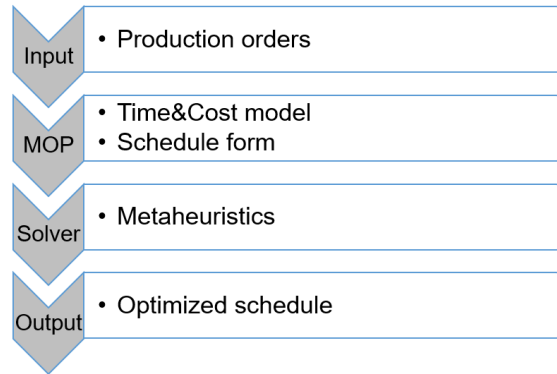 Input
• Production orders
MOP
• Time&Cost model
• Schedule form
Solver
• Metaheuristics
Output
• Optimized schedule